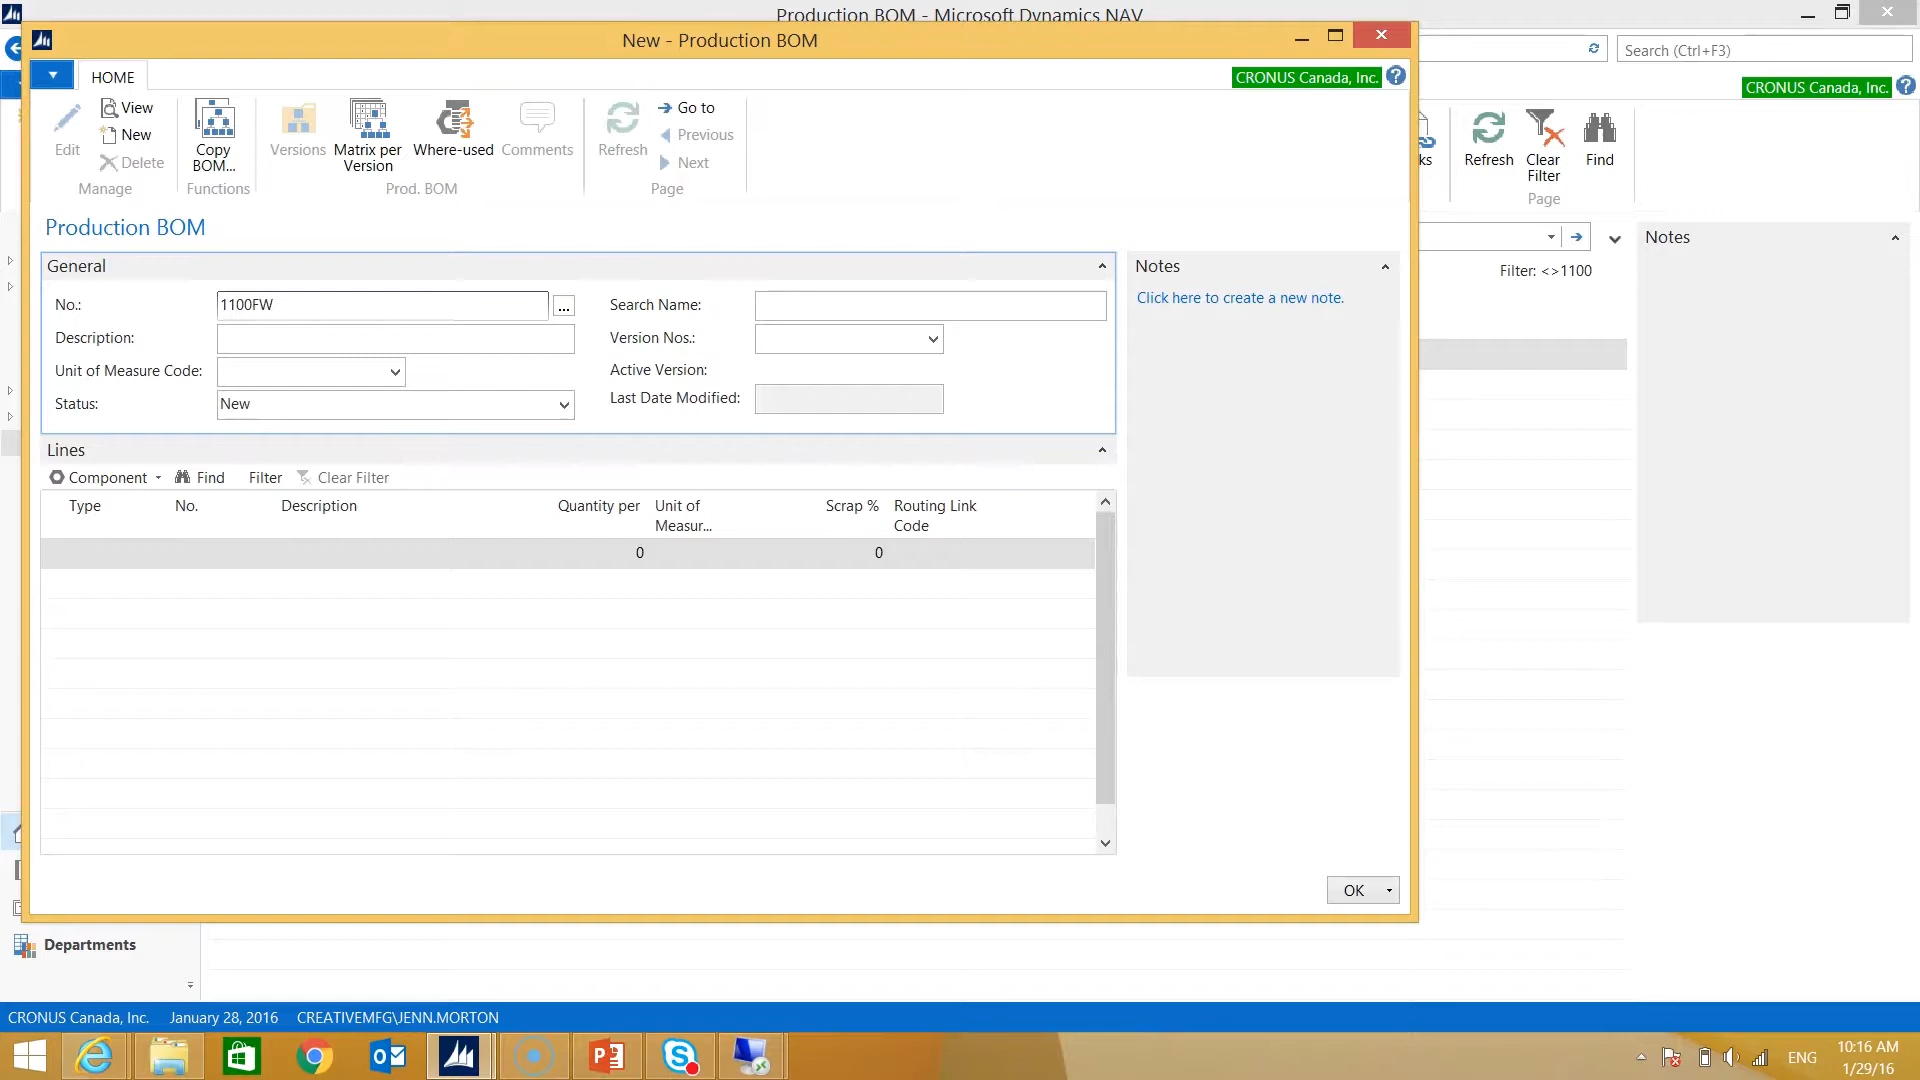 Production BOM - Microsoft Dynamics NAV
New - Production BOM
Search (Ctrl+F3)
HOME
CRONUS Canada, Inc.
CRONUS Canada, Inc.
Edit
View
New
Delete
Manage
Copy
BOM...
Functions
Versions
Matrix per
Version
Where-used
Comments
Prod. BOM
Refresh
Go to
Previous
Next
Page
ks
Refresh
Clear
Filter
Find
Page
Production BOM
General
No.:
1100FW
...
Description:
Unit of Measure Code:
Status:
New
Search Name:
Version Nos.:
Active Version:
Last Date Modified:
Notes
Click here to create a new note.
Notes
Filter: <>1100
Lines
Component
Find
Filter
Clear Filter
Type
No.
Description
Quantity per
Unit of
Measur...
Scrap %
Routing Link
Code
0
0
OK
Departments
CRONUS Canada, Inc.
January 28, 2016
CREATIVEMFG\JENN.MORTON
ENG
10:16 AM
1/29/16